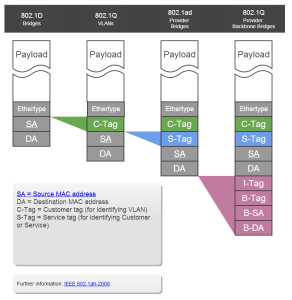 802.1D
Bridges
802.1Q
VLANs
802.1ad
Provider
Bridges
802.1Q
Provider
Backbone Bridges
Payload
Payload
Payload
Payload
Ethertype
Ethertype
Ethertype
Ethertype
SA
C-Tag
C-Tag
C-Tag
DA
SA
S-Tag
S-Tag
DA
SA
SA
DA
DA
I-Tag
B-Tag
B-SA
B-DA
SA = Source MAC address
DA = Destination MAC address
C-Tag = Customer tag (for identifying VLAN)
S-Tag = Service tag (for identifying Customer
or Service)
Further information: IEEE 802.1ah-2008